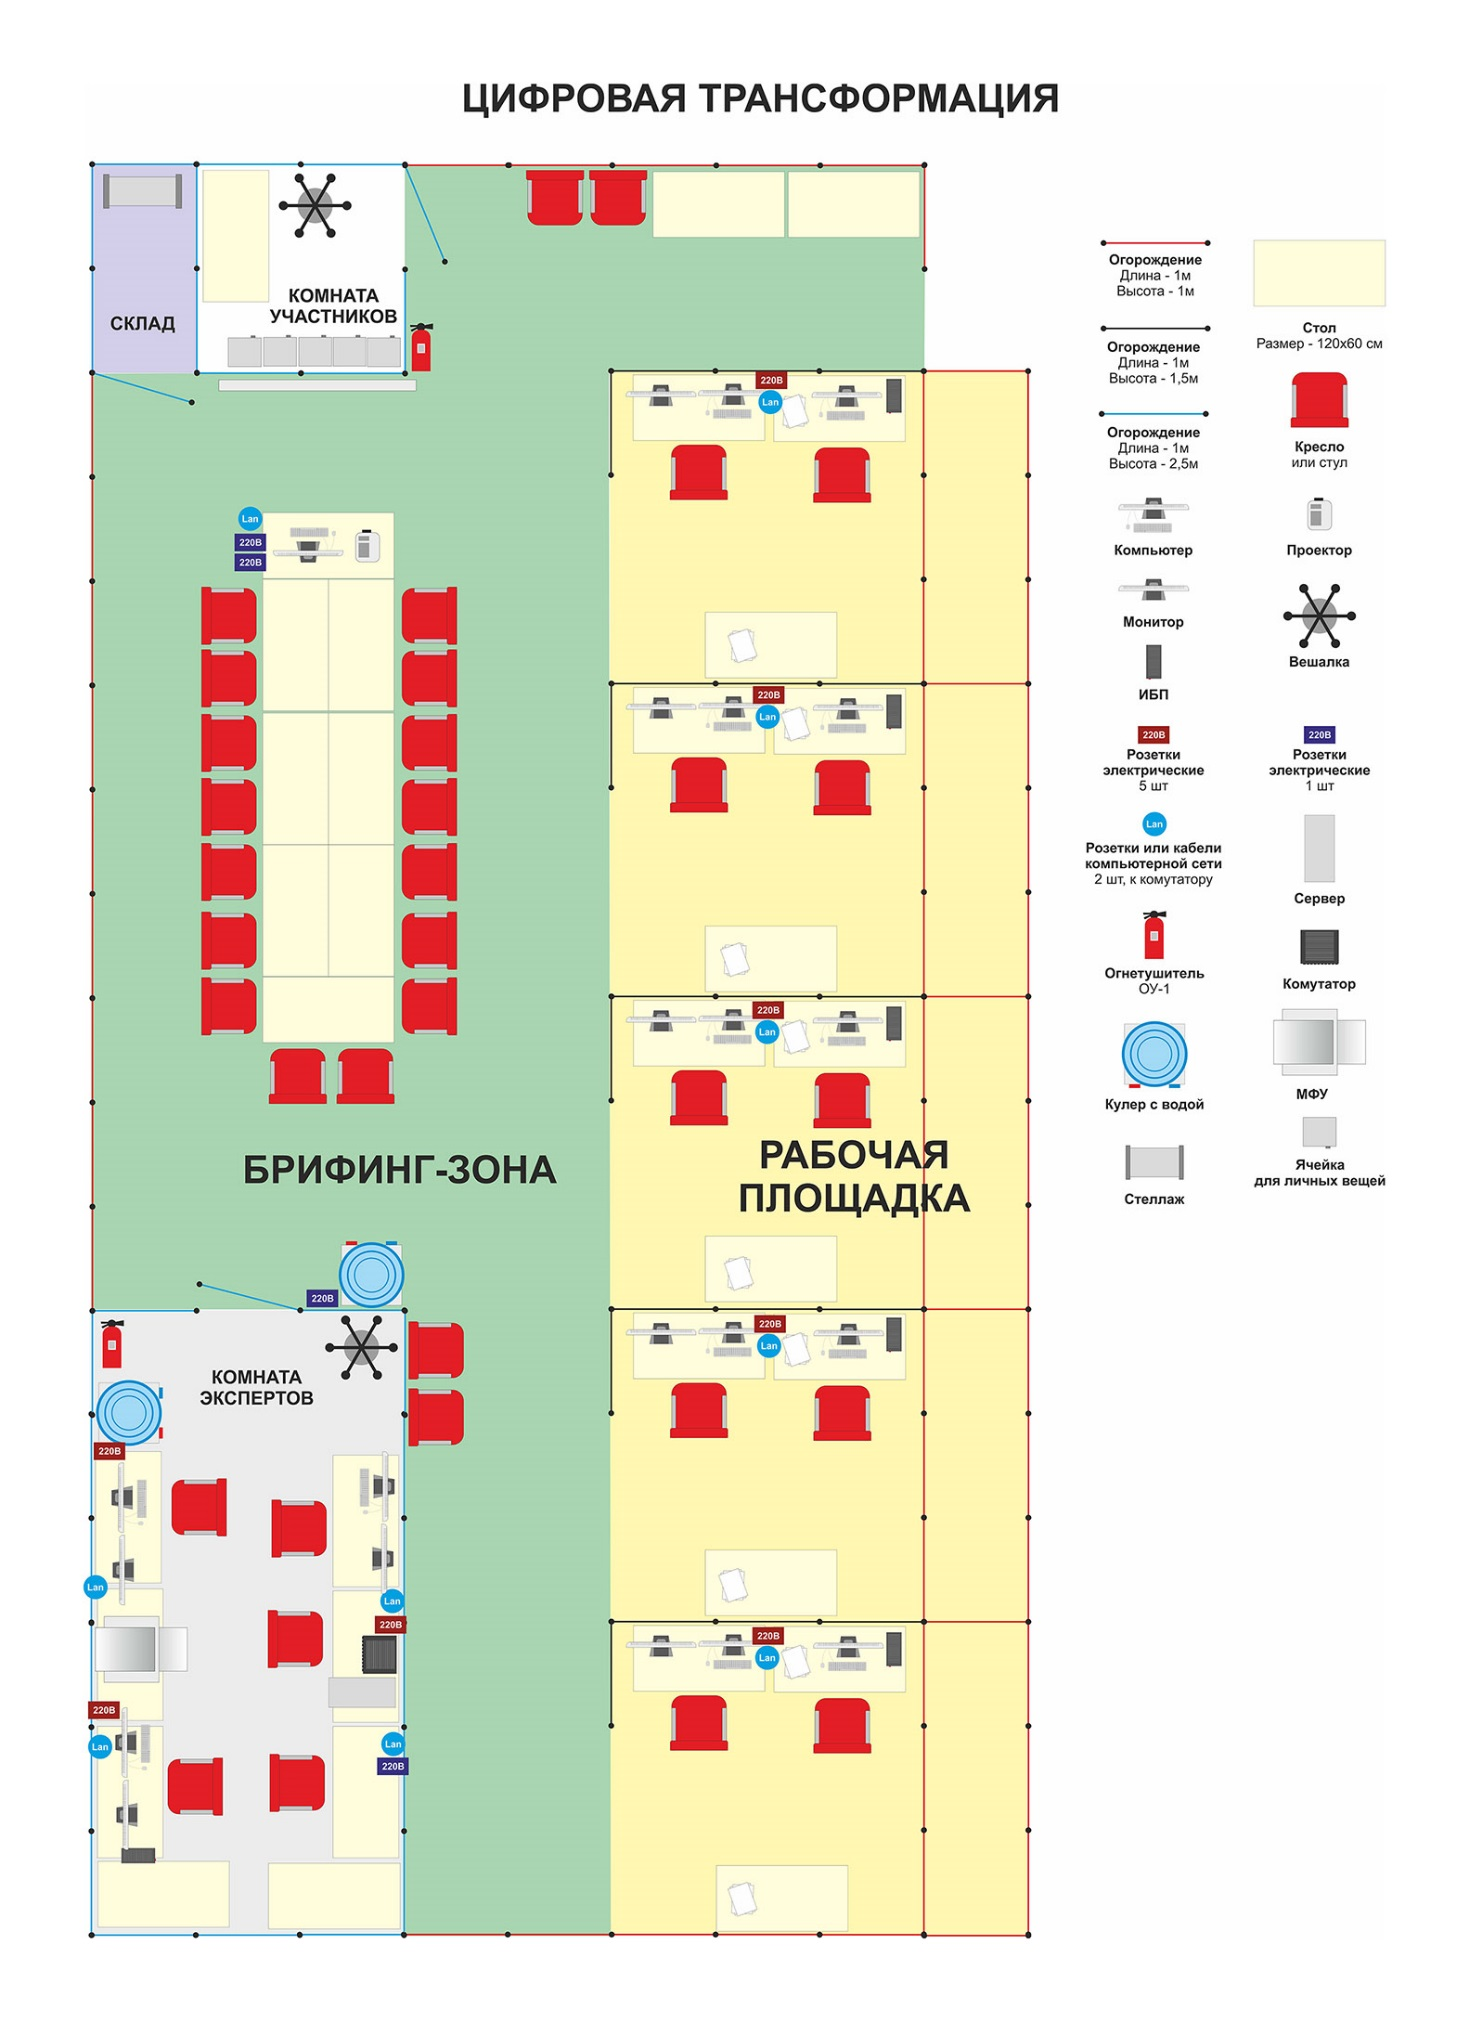 ЦИФРОВАЯ ТРАНСФОРМАЦИЯ
СКЛАД
КОМНАТА
УЧАСТНИКОВ
220В
Lan
Lan
220В
220В
220В
Lan
220В
Lan
БРИФИНГ-ЗОНА
РАБОЧАЯ
ПЛОЩАДКА
220В
220В
Lan
КОМНАТА
ЭКСПЕРТОВ
220В
Lan
Lan
220В
220В
Lan
220В
Lan
Lan
220В
Огорождение
Длина - 1м
Высота - 1м
Огорождение
Длина - 1м
Высота - 1,5м
Огорождение
Длина - 1м
Высота - 2,5м
Компьютер
Монитор
ИБП
220В
Розетки
электрические
5 шт
Lan
Розетки или кабели
компьютерной сети
2 шт, к комутатору
Огнетушитель
ОУ-1
Кулер с водой
Стеллаж
Стол
Размер - 120х60 см
Кресло
или стул
Проектор
Вешалка
220В
Розетки
электрические
1 шт
Сервер
Комутатор
МФУ
Ячейка
для личных вещей